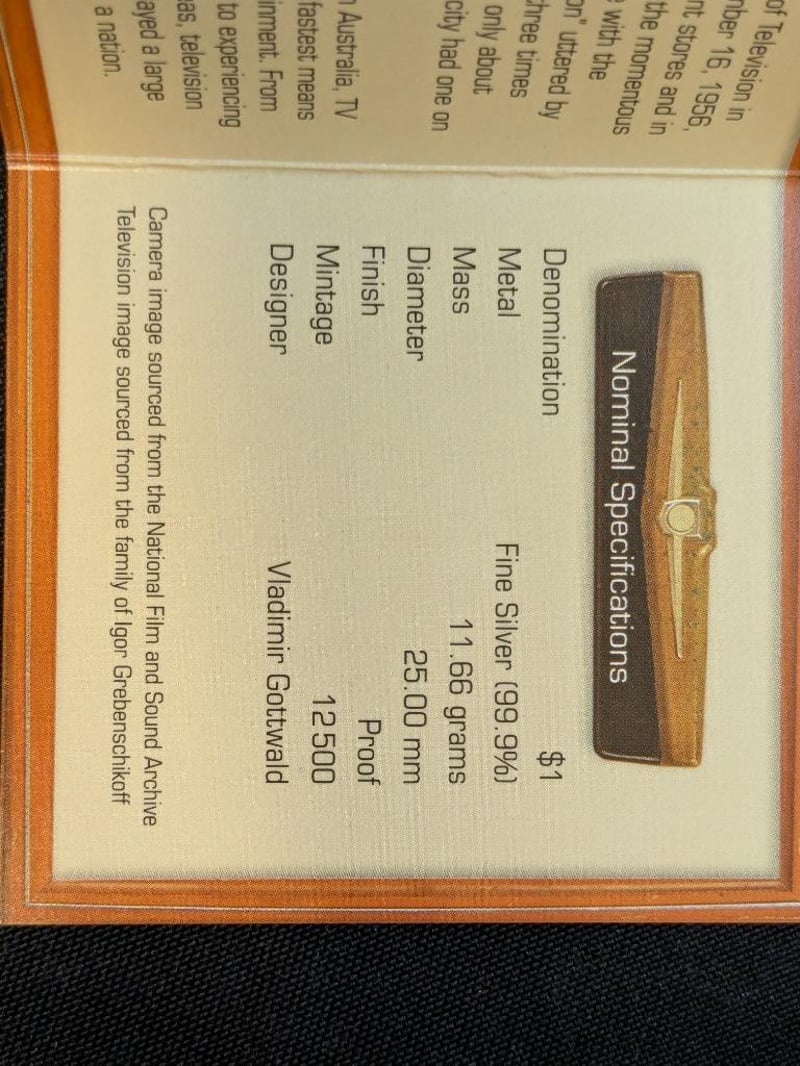 of Television in
ber 16, 1956,
nt stores and in
the momentous
with the
on" uttered by
three times
only about
city had one on
Australia, TV
fastest means
inment. From
to experiencing
as, television
ayed a large
a nation.
Nominal Specifications
Denomination $1
Metal Fine Silver (99.9%)
Mass 11.66 grams
Diameter 25.00 mm
Finish Proof
Mintage 12500
Designer Vladimir Gottwald
Camera image sourced from the National Film and Sound Archive
Television image sourced from the family of Igor Grebenschikoff